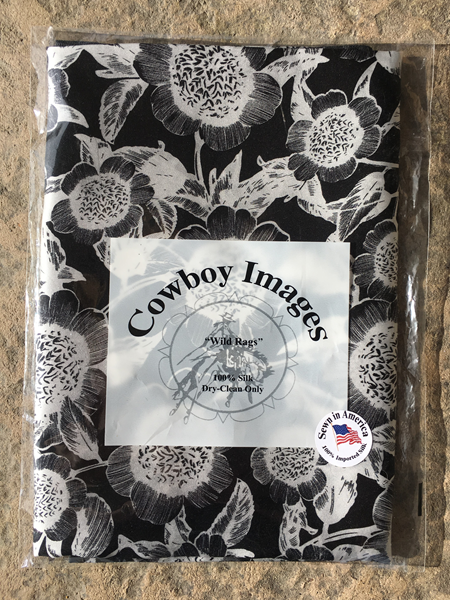 Cowboy Images
“Wild Rags”
100% Silk
Dry-Clean Only
Sewn in America
100% Imported Silk